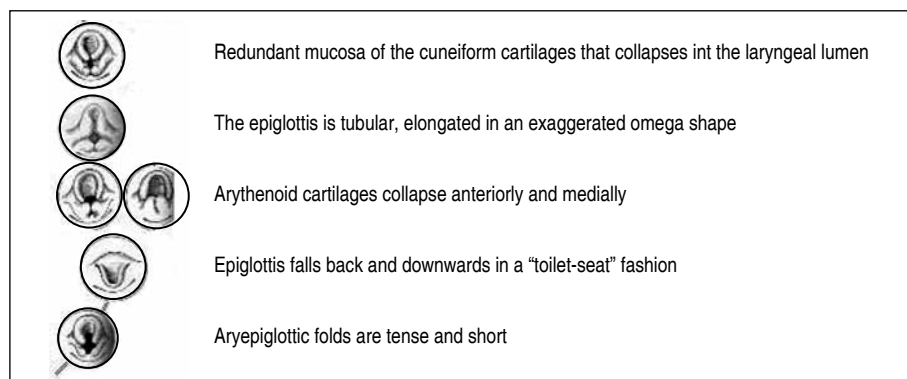 Redundant mucosa of the cuneiform cartilages that collapses int the laryngeal lumen
The epiglottis is tubular, elongated in an exaggerated omega shape
Arythenoid cartilages collapse anteriorly and medially
Epiglottis falls back and downwards in a “toilet-seat” fashion
Aryepiglottic folds are tense and short